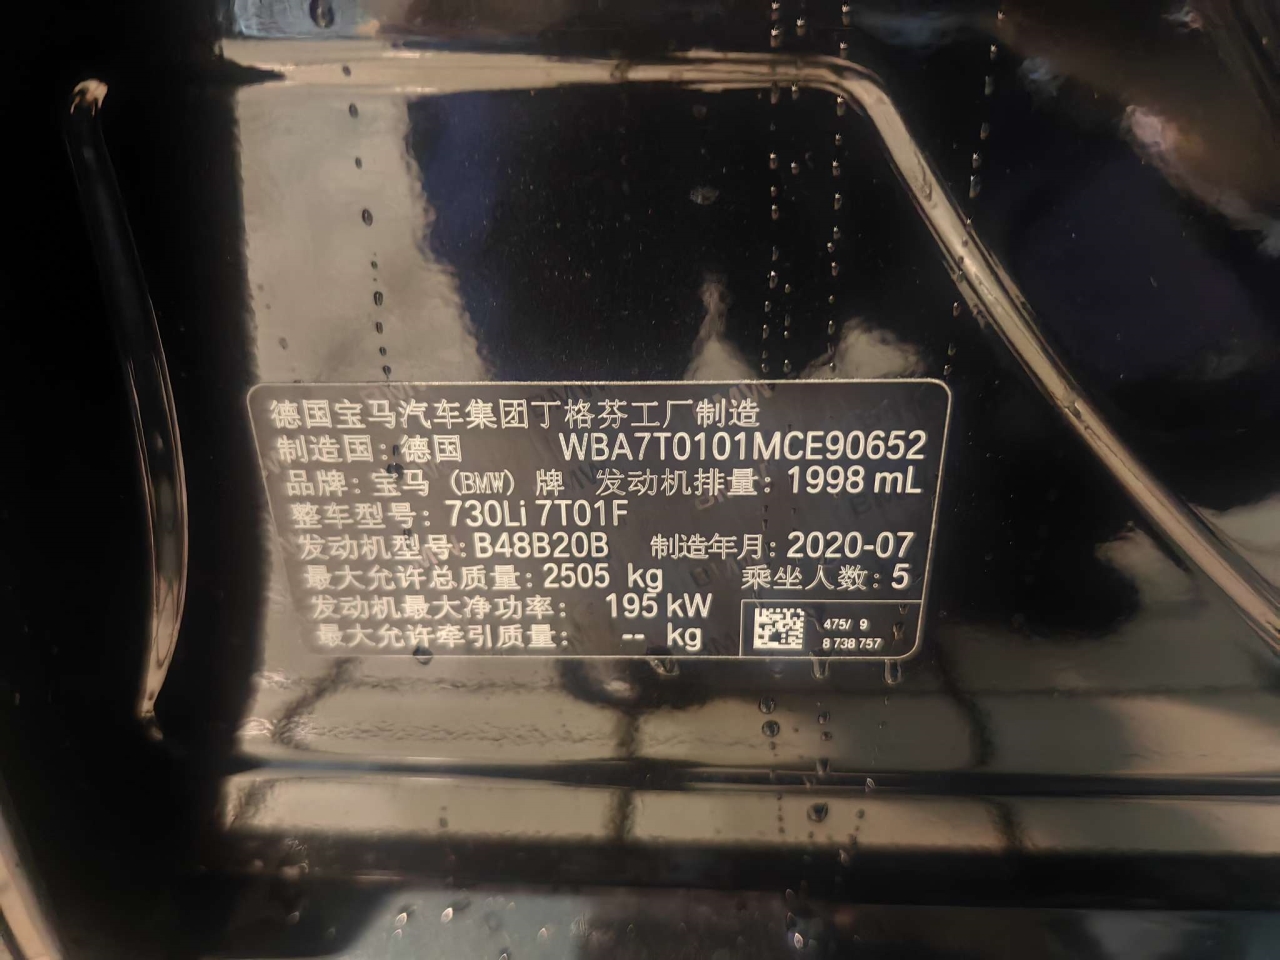 德国宝马汽车集团丁格芬工厂制造
制造国: 德国 WBA7T0101MCE90652
品牌: 宝马 (BMW) 牌 发动机排量: 1998 mL
整车型号: 730Li 7T01F
发动机型号: B48B20B 制造年月: 2020-07
最大允许总质量: 2505 kg 乘坐人数: 5
发动机最大净功率: 195 kW
最大允许牵引质量: -- kg
475/ 9
8 738 757